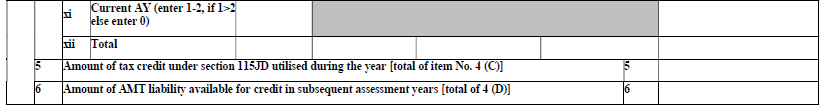 xi Current AY (enter 1-2, if 1>2
else enter 0)
xii Total
5 Amount of tax credit under section 115JD utilised during the year [total of item No. 4 (C)] 5
6 Amount of AMT liability available for credit in subsequent assessment years [total of 4 (D)] 6